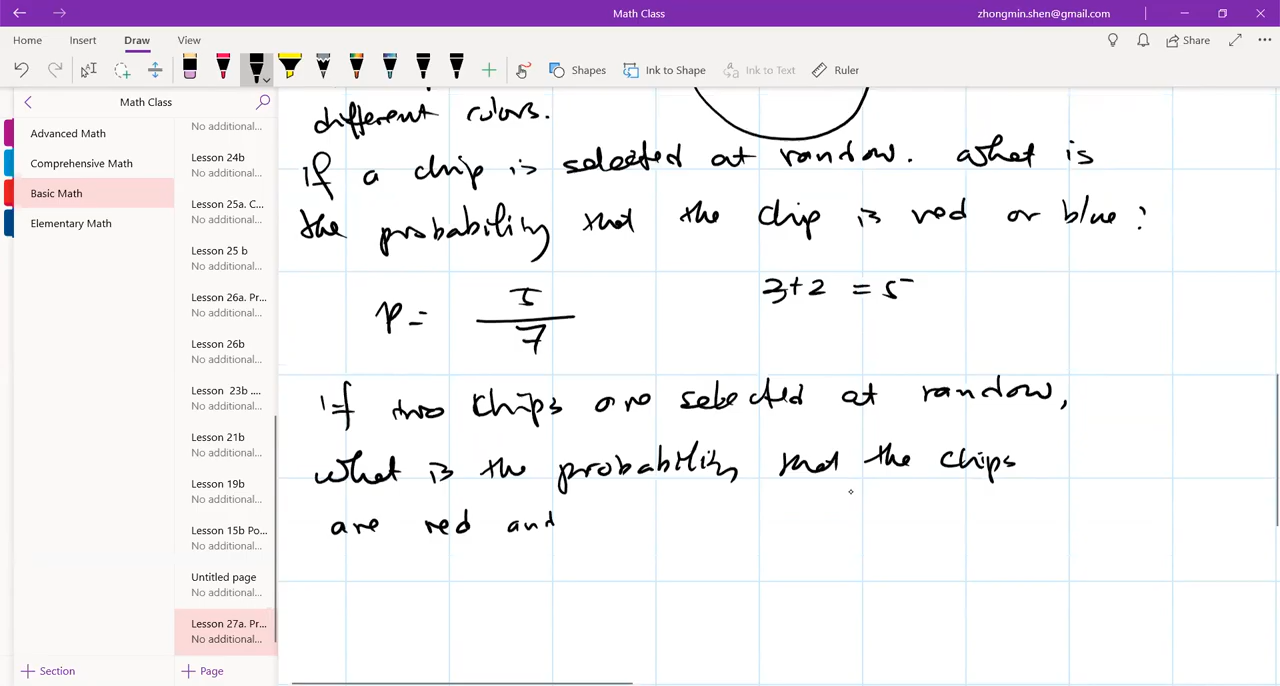 Math Class
zhongmin.shen@gmail.com
Home
Insert
Draw
View
Share
Shapes
Ink to Shape
Ink to Text
Ruler
Math Class
Advanced Math
Comprehensive Math
Basic Math
Elementary Math
No additional...
Lesson 24b
No additional...
Lesson 25a. C...
No additional...
Lesson 25 b
No additional...
Lesson 26a. Pr...
No additional...
Lesson 26b
No additional...
Lesson 23b ....
No additional...
Lesson 21b
No additional...
Lesson 19b
No additional...
Lesson 15b Po...
No additional...
Untitled page
No additional...
Lesson 27a. Pr...
No additional...
+ Section
+ Page
different colors.
if a chip is selected at random. what is
the probability that the chip is red or blue?
3+2 = 5
P = 5/7
If two chips are selected at random,
what is the probability that the chips
are red and